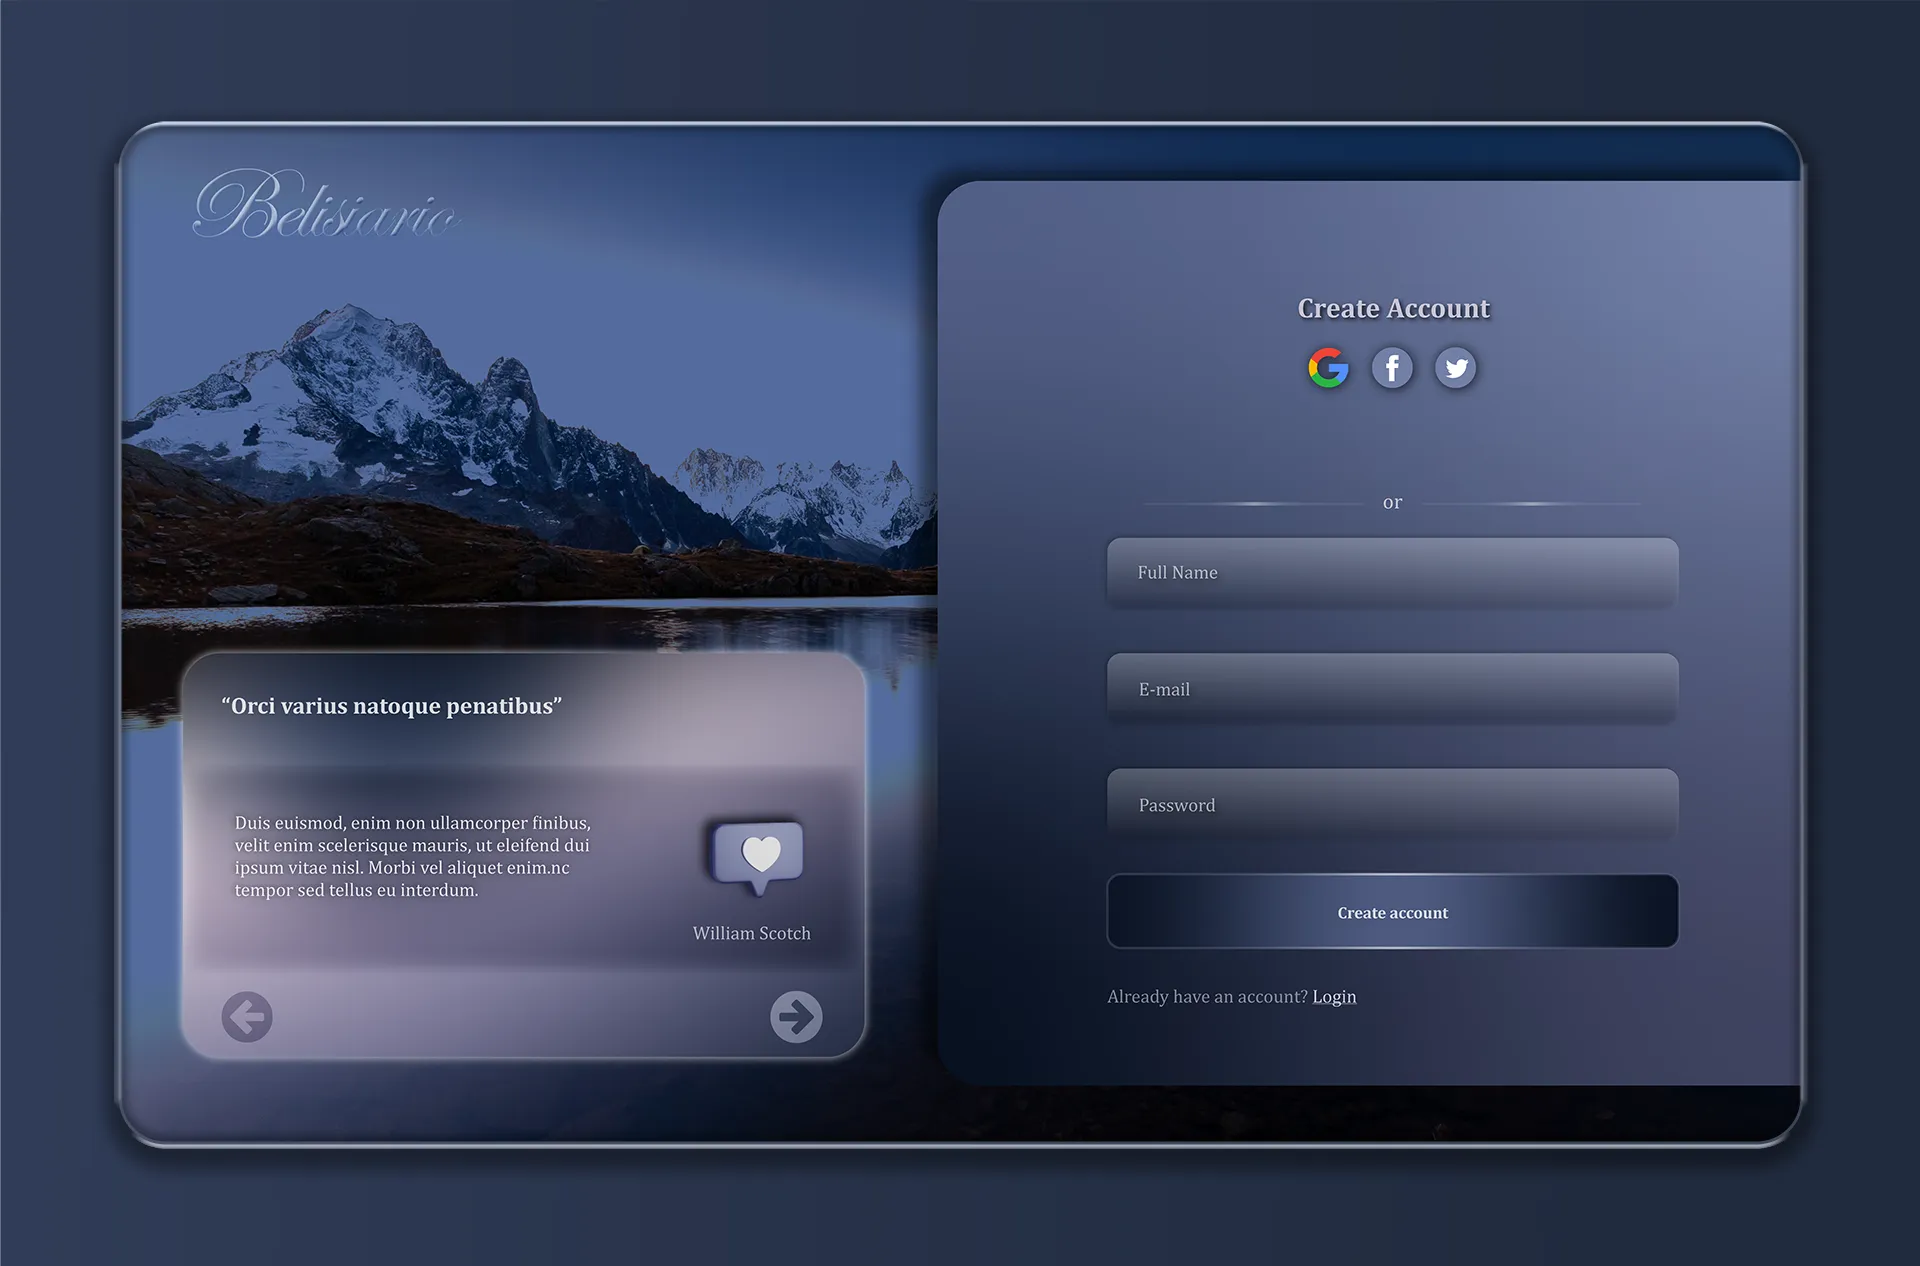 Belisiario
Create Account
or
Full Name
E-mail
Password
Create account
Already have an account? Login
“Orci varius natoque penatibus”
Duis euismod, enim non ullamcorper finibus,
velit enim scelerisque mauris, ut eleifend dui
ipsum vitae nisl. Morbi vel aliquet enim.nc
tempor sed tellus eu interdum.
William Scotch